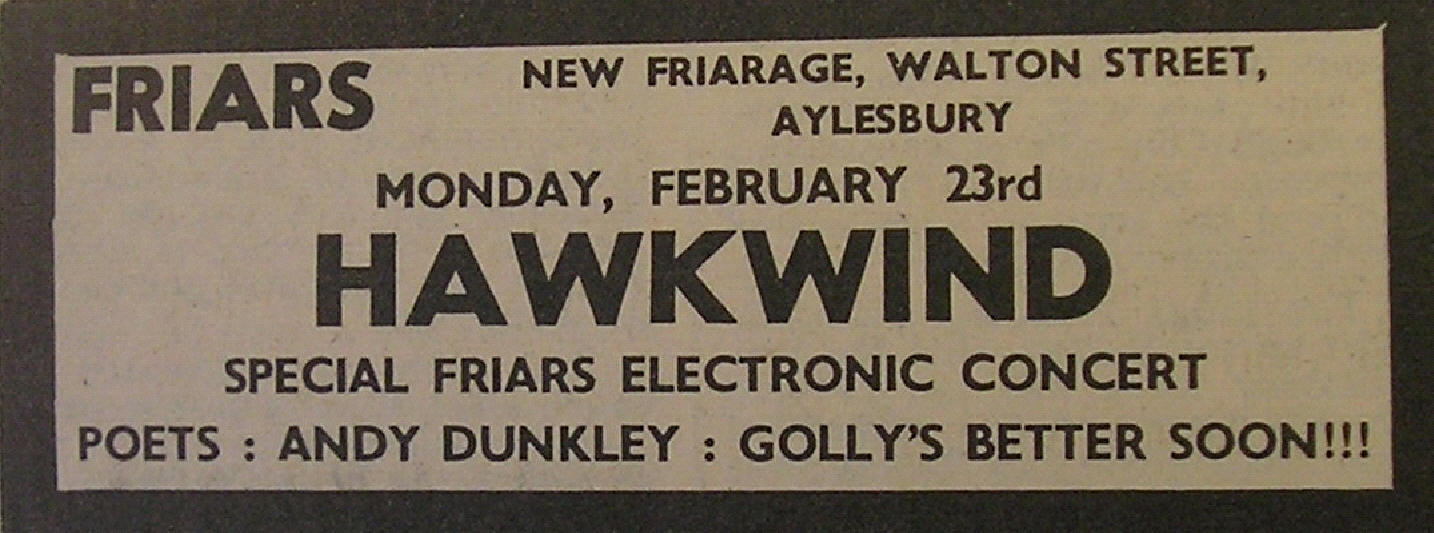 FRIARS
NEW FRIARAGE, WALTON STREET,
AYLESBURY
MONDAY, FEBRUARY 23rd
HAWKWIND
SPECIAL FRIARS ELECTRONIC CONCERT
POETS : ANDY DUNKLEY : GOLLY'S BETTER SOON!!!